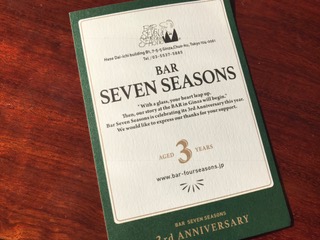 BAR
SEVEN SEASONS
"With a glass, your heart leap up.
Then, our story of the BAR in Ginza will begin."
Bar Seven Seasons is celebrating its 3rd Anniversary this year
We would like to express our thanks for your support.
AGED 3 YEARS
www.bar-fourseasons.jp
BAR SEVEN SEASONS
3rd ANNIVERSARY